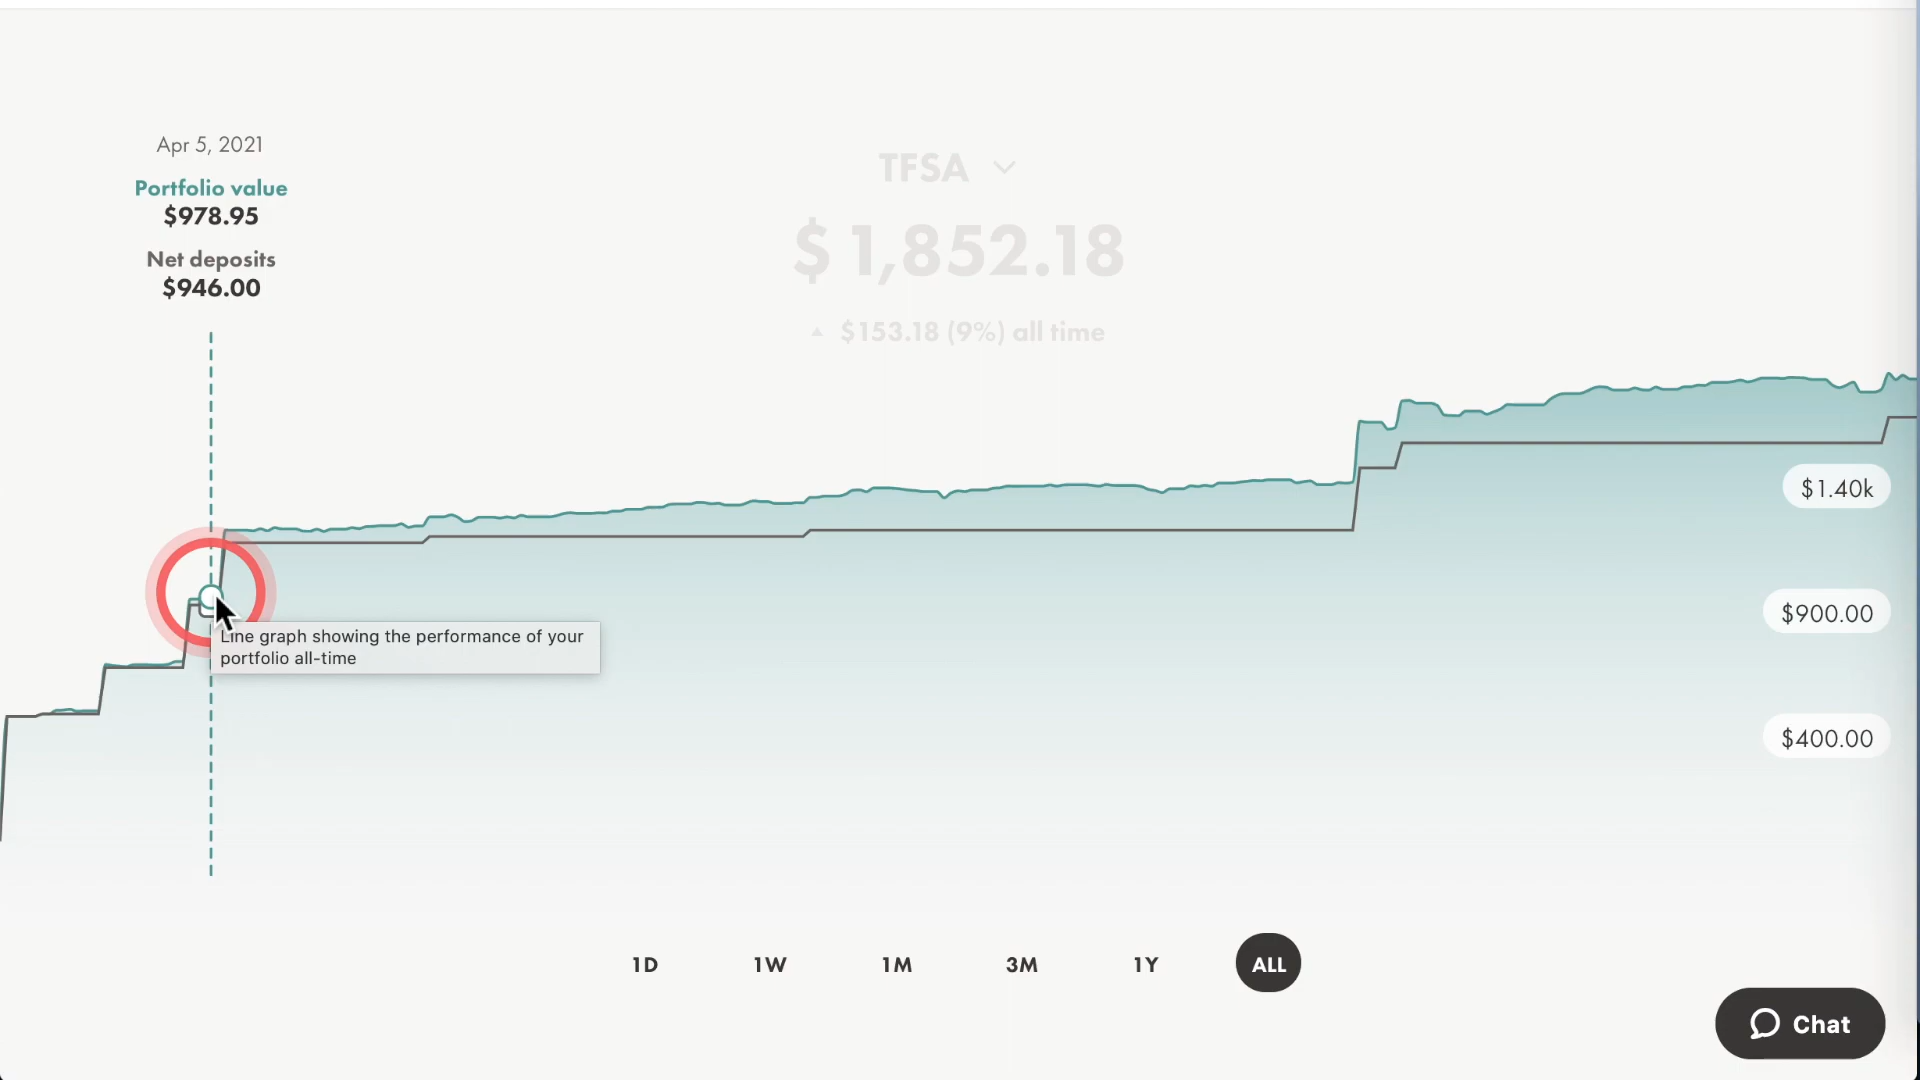 Apr 5, 2021
Portfolio value
$978.95
Net deposits
$946.00
TFSA
$ 1,852.18
$153.18 (9%) all time
Line graph showing the performance of your
portfolio all-time
$1.40k
$900.00
$400.00
1D 1W 1M 3M 1Y ALL
Chat